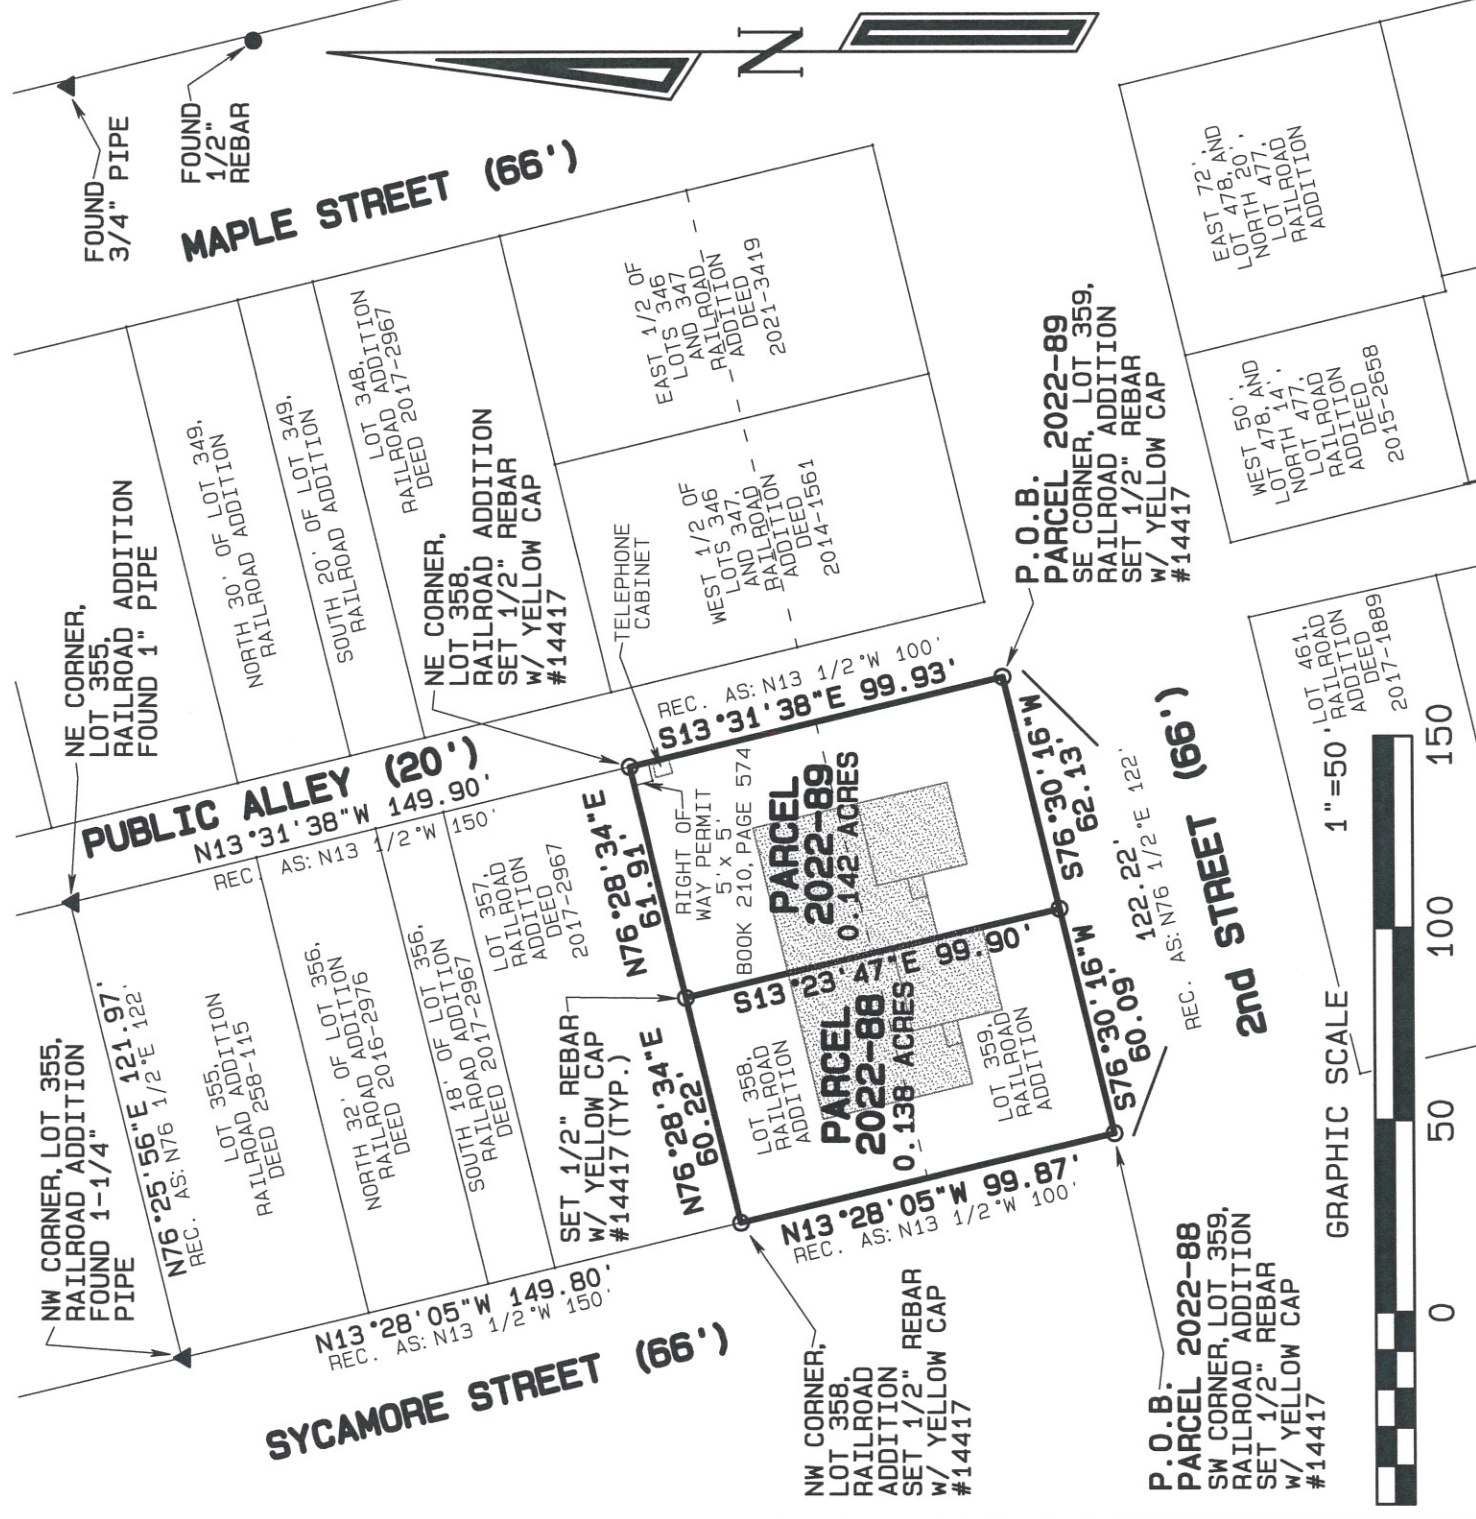 FOUND
3/4" PIPE
FOUND
1/2"
REBAR
N
MAPLE STREET (66')
NE CORNER,
LOT 355,
RAILROAD ADDITION
FOUND 1" PIPE
NORTH 30' OF LOT 349,
RAILROAD ADDITION
SOUTH 20' OF LOT 349,
RAILROAD ADDITION
LOT 348,
RAILROAD ADDITION
DEED 2017-2967
EAST 1/2 OF
LOTS 346
AND 347
RAILROAD
ADDITION
DEED
2021-3419
WEST 1/2 OF
LOTS 346
AND 347,
RAILROAD
ADDITION
DEED
2014-1561
EAST 72', AND
LOT 478, AND
NORTH 20',
LOT 477,
RAILROAD
ADDITION
WEST 50', AND
LOT 478, AND
NORTH 14',
LOT 477,
RAILROAD
ADDITION
DEED
2015-2658
LOT 461,
RAILROAD
ADDITION
DEED
2017-1889
NE CORNER,
LOT 358,
RAILROAD ADDITION
SET 1/2" REBAR
W/ YELLOW CAP
#14417
TELEPHONE
CABINET
P.O.B.
PARCEL 2022-89
SE CORNER, LOT 359,
RAILROAD ADDITION
SET 1/2" REBAR
W/ YELLOW CAP
#14417
PUBLIC ALLEY (20')
N13°31'38"W 149.90'
REC. AS: N13 1/2°W 150'
REC. AS: N13 1/2°W 100'
S13°31'38"E 99.93'
NW CORNER, LOT 355,
RAILROAD ADDITION
FOUND 1-1/4"
PIPE
N76°25'56"E 121.97'
REC. AS: N76 1/2°E 122'
LOT 355,
RAILROAD ADDITION
DEED 258-115
NORTH 32' OF LOT 356,
RAILROAD ADDITION
DEED 2016-2976
SOUTH 18' OF LOT 356,
RAILROAD ADDITION
DEED 2017-2967
LOT 357,
RAILROAD
ADDITION
DEED
2017-2967
N76°28'34"E
61.91'
RIGHT OF
WAY PERMIT
5' x 5'
BOOK 210, PAGE 574
PARCEL
2022-89
0.142 ACRES
S13°23'47"E 99.90'
SET 1/2" REBAR
W/ YELLOW CAP
#14417 (TYP.)
N76°28'34"E
60.22'
LOT 358,
RAILROAD
ADDITION
PARCEL
2022-88
0.138 ACRES
LOT 359,
RAILROAD
ADDITION
S76°30'16"W
62.13'
S76°30'16"W
60.09'
122.22'
REC. AS: N76 1/2°E 122'
2nd STREET (66')
N13°28'05"W 149.80'
REC. AS: N13 1/2°W 150'
SYCAMORE STREET (66')
N13°28'05"W 99.87'
REC. AS: N13 1/2°W 100'
NW CORNER,
LOT 358,
RAILROAD
ADDITION
SET 1/2" REBAR
W/ YELLOW CAP
#14417
P.O.B.
PARCEL 2022-88
SW CORNER, LOT 359,
RAILROAD ADDITION
SET 1/2" REBAR
W/ YELLOW CAP
#14417
GRAPHIC SCALE 1"=50'
0 50 100 150